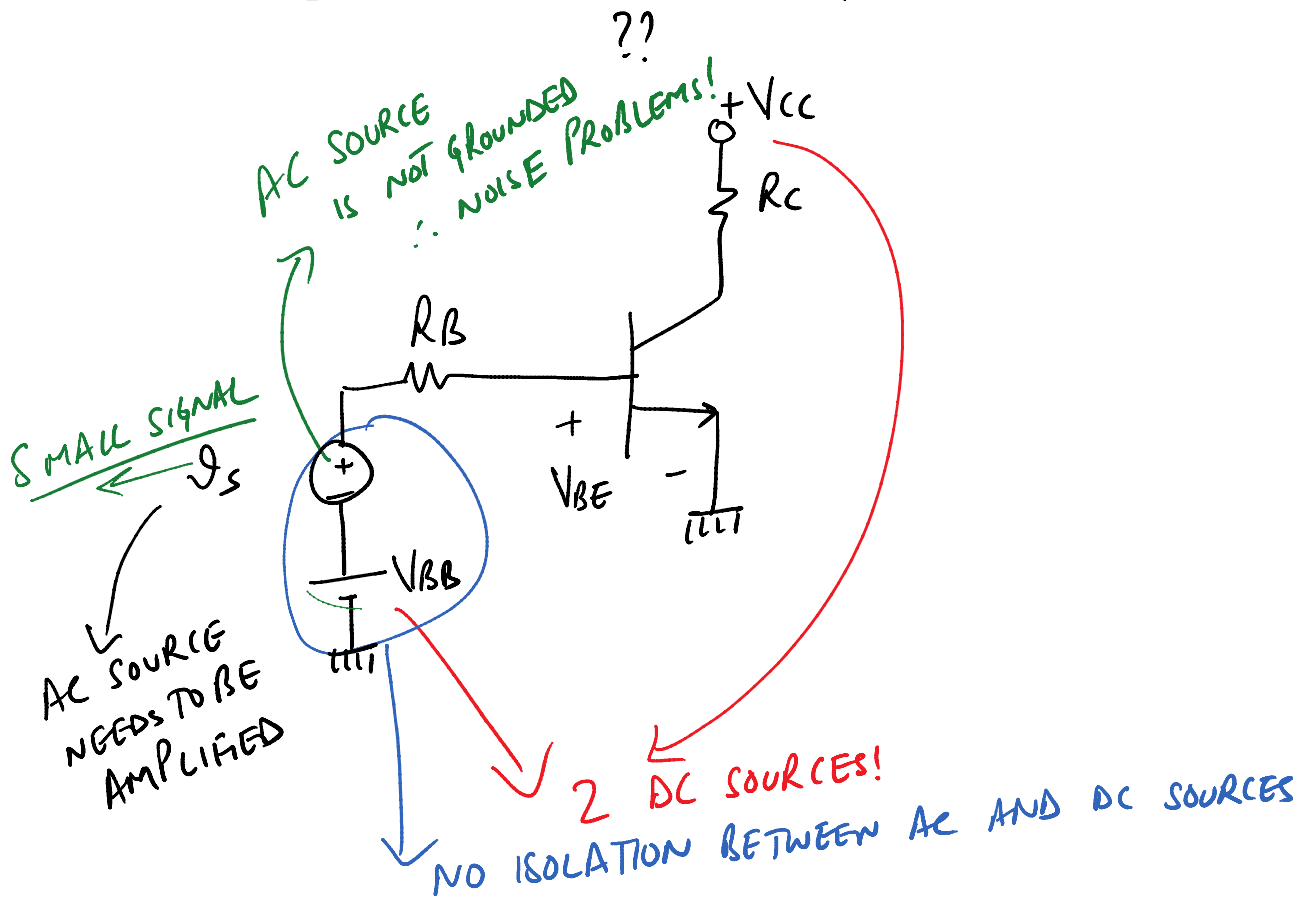 ??
AC SOURCE
IS NOT GROUNDED
∴ NOISE PROBLEMS!
+VCC
RC
RB
SMALL SIGNAL
vs
+
+
VBE
-
VBB
AC SOURCE
NEEDS TO BE
AMPLIFIED
2 DC SOURCES!
NO ISOLATION BETWEEN AC AND DC SOURCES